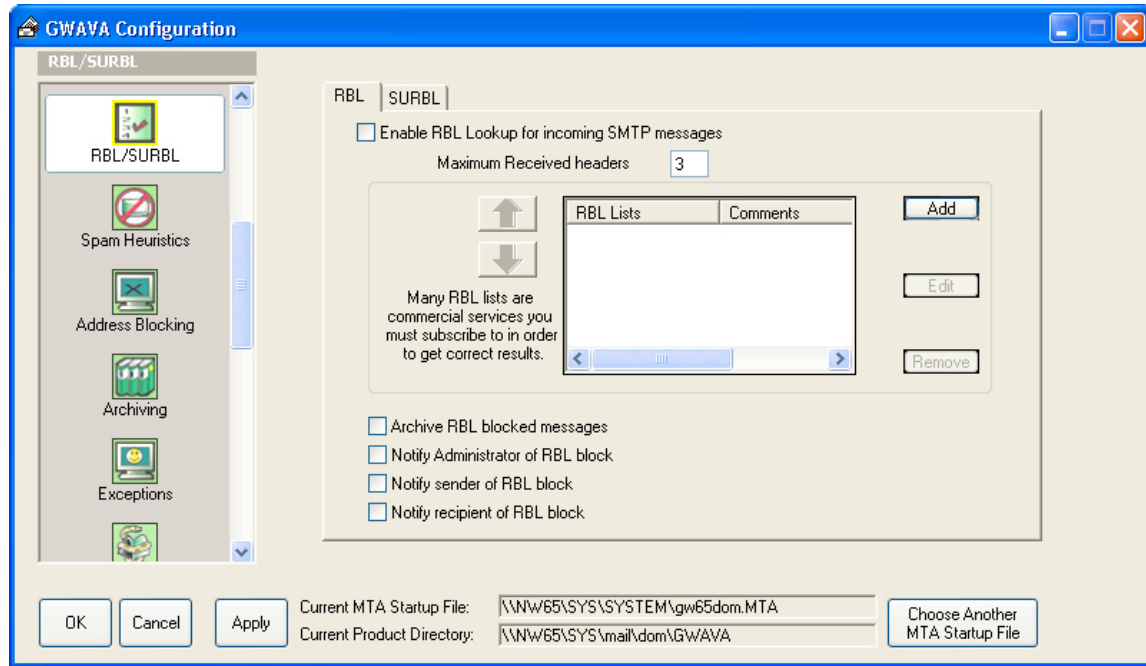 GWAVA Configuration
RBL/SURBL
RBL/SURBL
Spam Heuristics
Address Blocking
Archiving
Exceptions
RBL
SURBL
Enable RBL Lookup for incoming SMTP messages
Maximum Received headers 3
RBL Lists Comments
Many RBL lists are
commercial services you
must subscribe to in order
to get correct results.
Add
Edit
Remove
Archive RBL blocked messages
Notify Administrator of RBL block
Notify sender of RBL block
Notify recipient of RBL block
OK
Cancel
Apply
Current MTA Startup File: \\NW65\SYS\SYSTEM\gw65dom.MTA
Current Product Directory: \\NW65\SYS\mail\dom\GWAVA
Choose Another
MTA Startup File